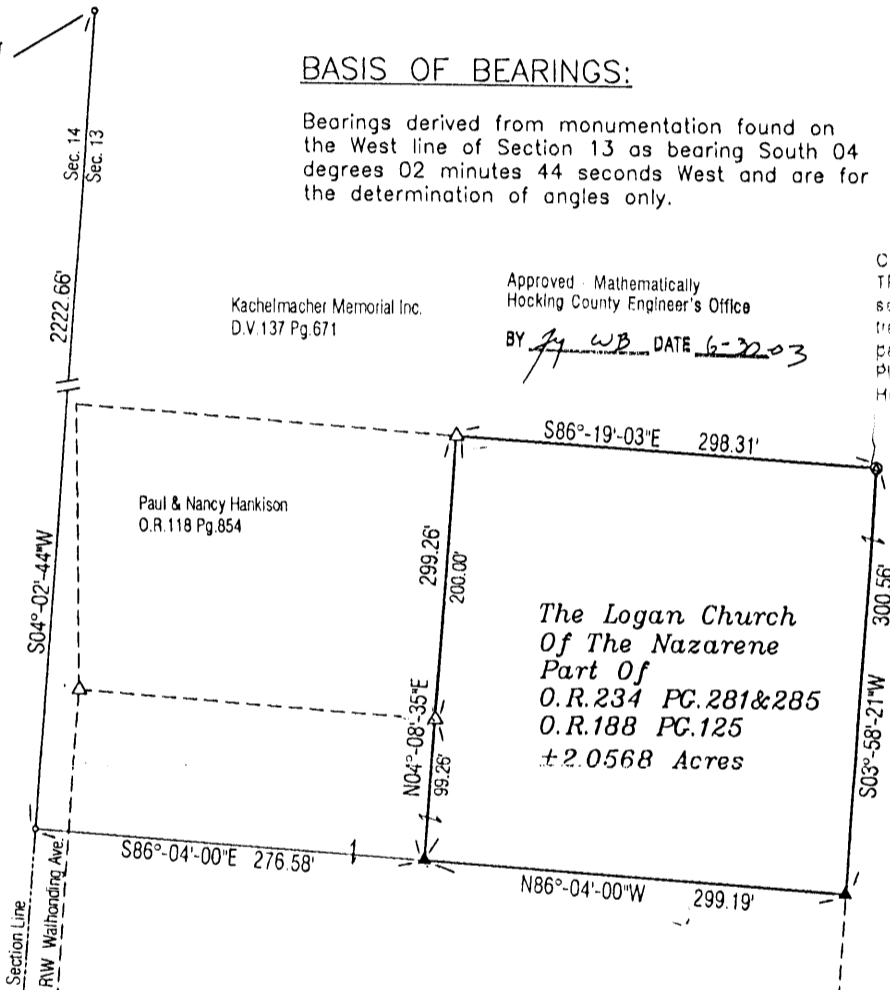 BASIS OF BEARINGS:
Bearings derived from monumentation found on
the West line of Section 13 as bearing South 04
degrees 02 minutes 44 seconds West and are for
the determination of angles only.
Sec. 14
Sec. 13
2222.66'
Kachelmacher Memorial Inc.
D.V.137 Pg.671
Approved Mathematically
Hocking County Engineer's Office
BY WB DATE 6-30-03
S86°-19'-03"E 298.31'
Paul & Nancy Hankison
O.R.118 Pg.854
S04°-02'-44"W
299.26'
200.00'
N04°-08'-35"E
99.26'
The Logan Church
Of The Nazarene
Part Of
O.R.234 PG.281&285
O.R.188 PG.125
±2.0568 Acres
300.56'
S03°-58'-21"W
S86°-04'-00"E 276.58'
N86°-04'-00"W 299.19'
Section Line
R\W Walhonding Ave.